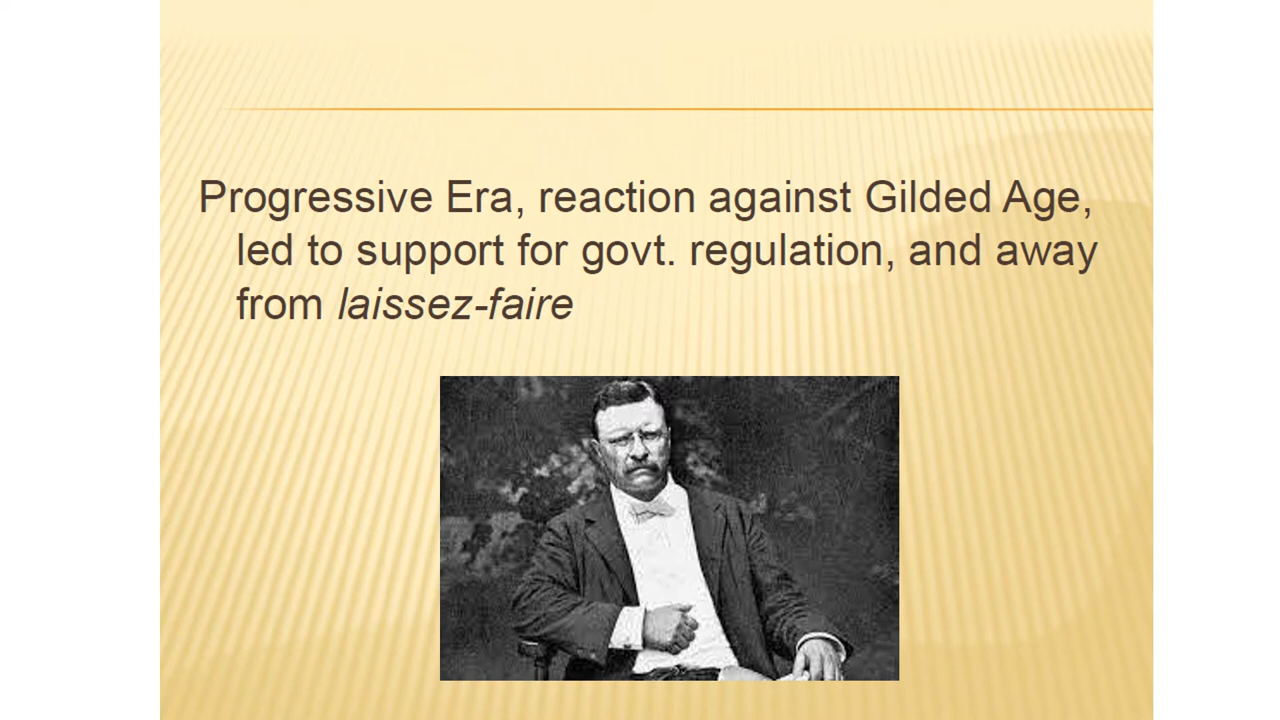 Progressive Era, reaction against Gilded Age,
led to support for govt. regulation, and away
from laissez-faire